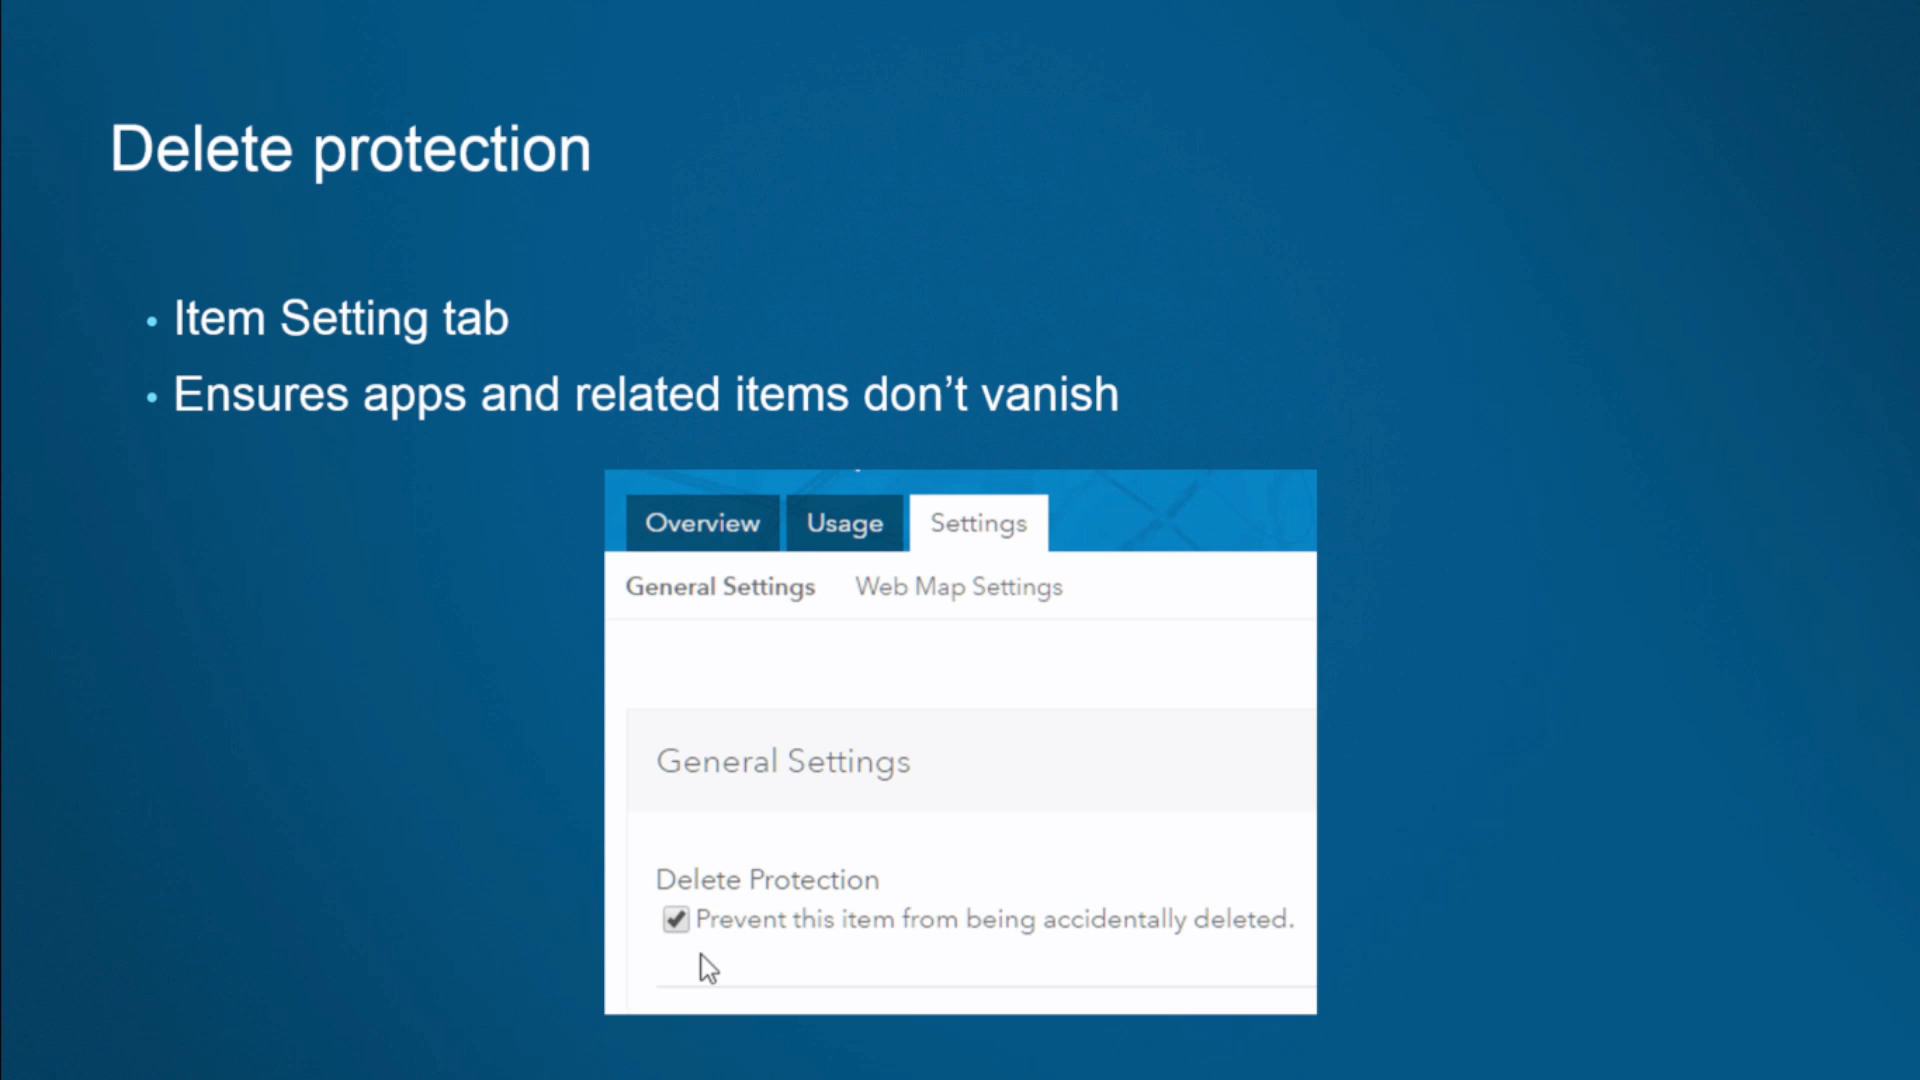 Delete protection
• Item Setting tab
• Ensures apps and related items don’t vanish
Overview Usage Settings
General Settings Web Map Settings
General Settings
Delete Protection
Prevent this item from being accidentally deleted.